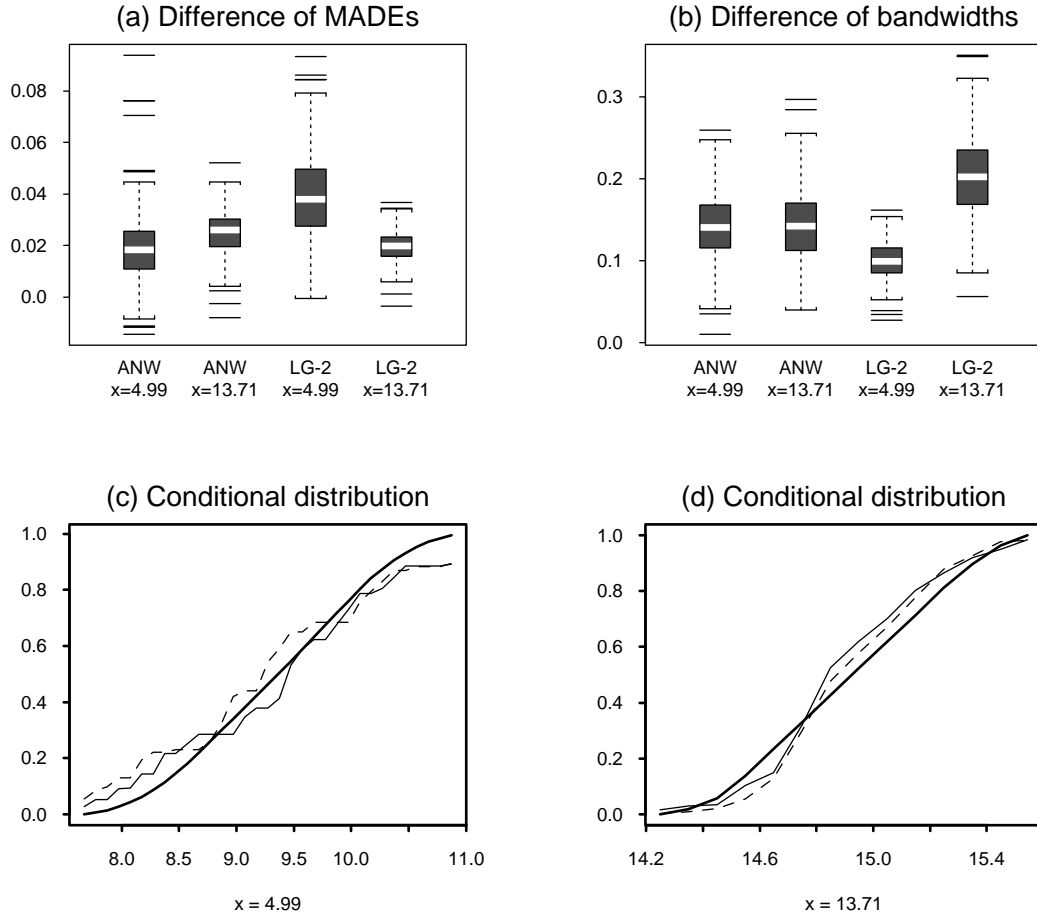 (a) Difference of MADEs
0.08
0.06
0.04
0.02
0.0
ANW ANW LG-2 LG-2
x=4.99 x=13.71 x=4.99 x=13.71
(b) Difference of bandwidths
0.3
0.2
0.1
0.0
ANW ANW LG-2 LG-2
x=4.99 x=13.71 x=4.99 x=13.71
(c) Conditional distribution
1.0
0.8
0.6
0.4
0.2
0.0
8.0 8.5 9.0 9.5 10.0 11.0
x = 4.99
(d) Conditional distribution
1.0
0.8
0.6
0.4
0.2
0.0
14.2 14.6 15.0 15.4
x = 13.71